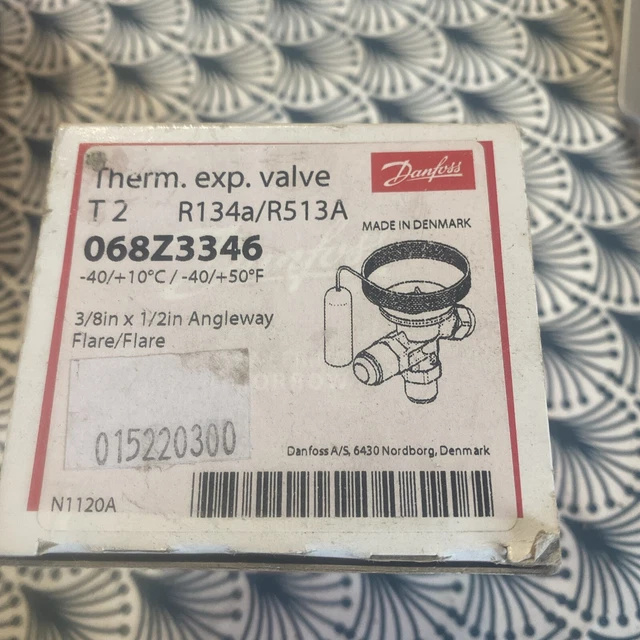 Therm. exp. valve
Danfoss
T 2 R134a/R513A
MADE IN DENMARK
068Z3346
-40/+10°C / -40/+50°F
3/8in x 1/2in Angleway
Flare/Flare
015220300
Danfoss A/S, 6430 Nordborg, Denmark
N1120A